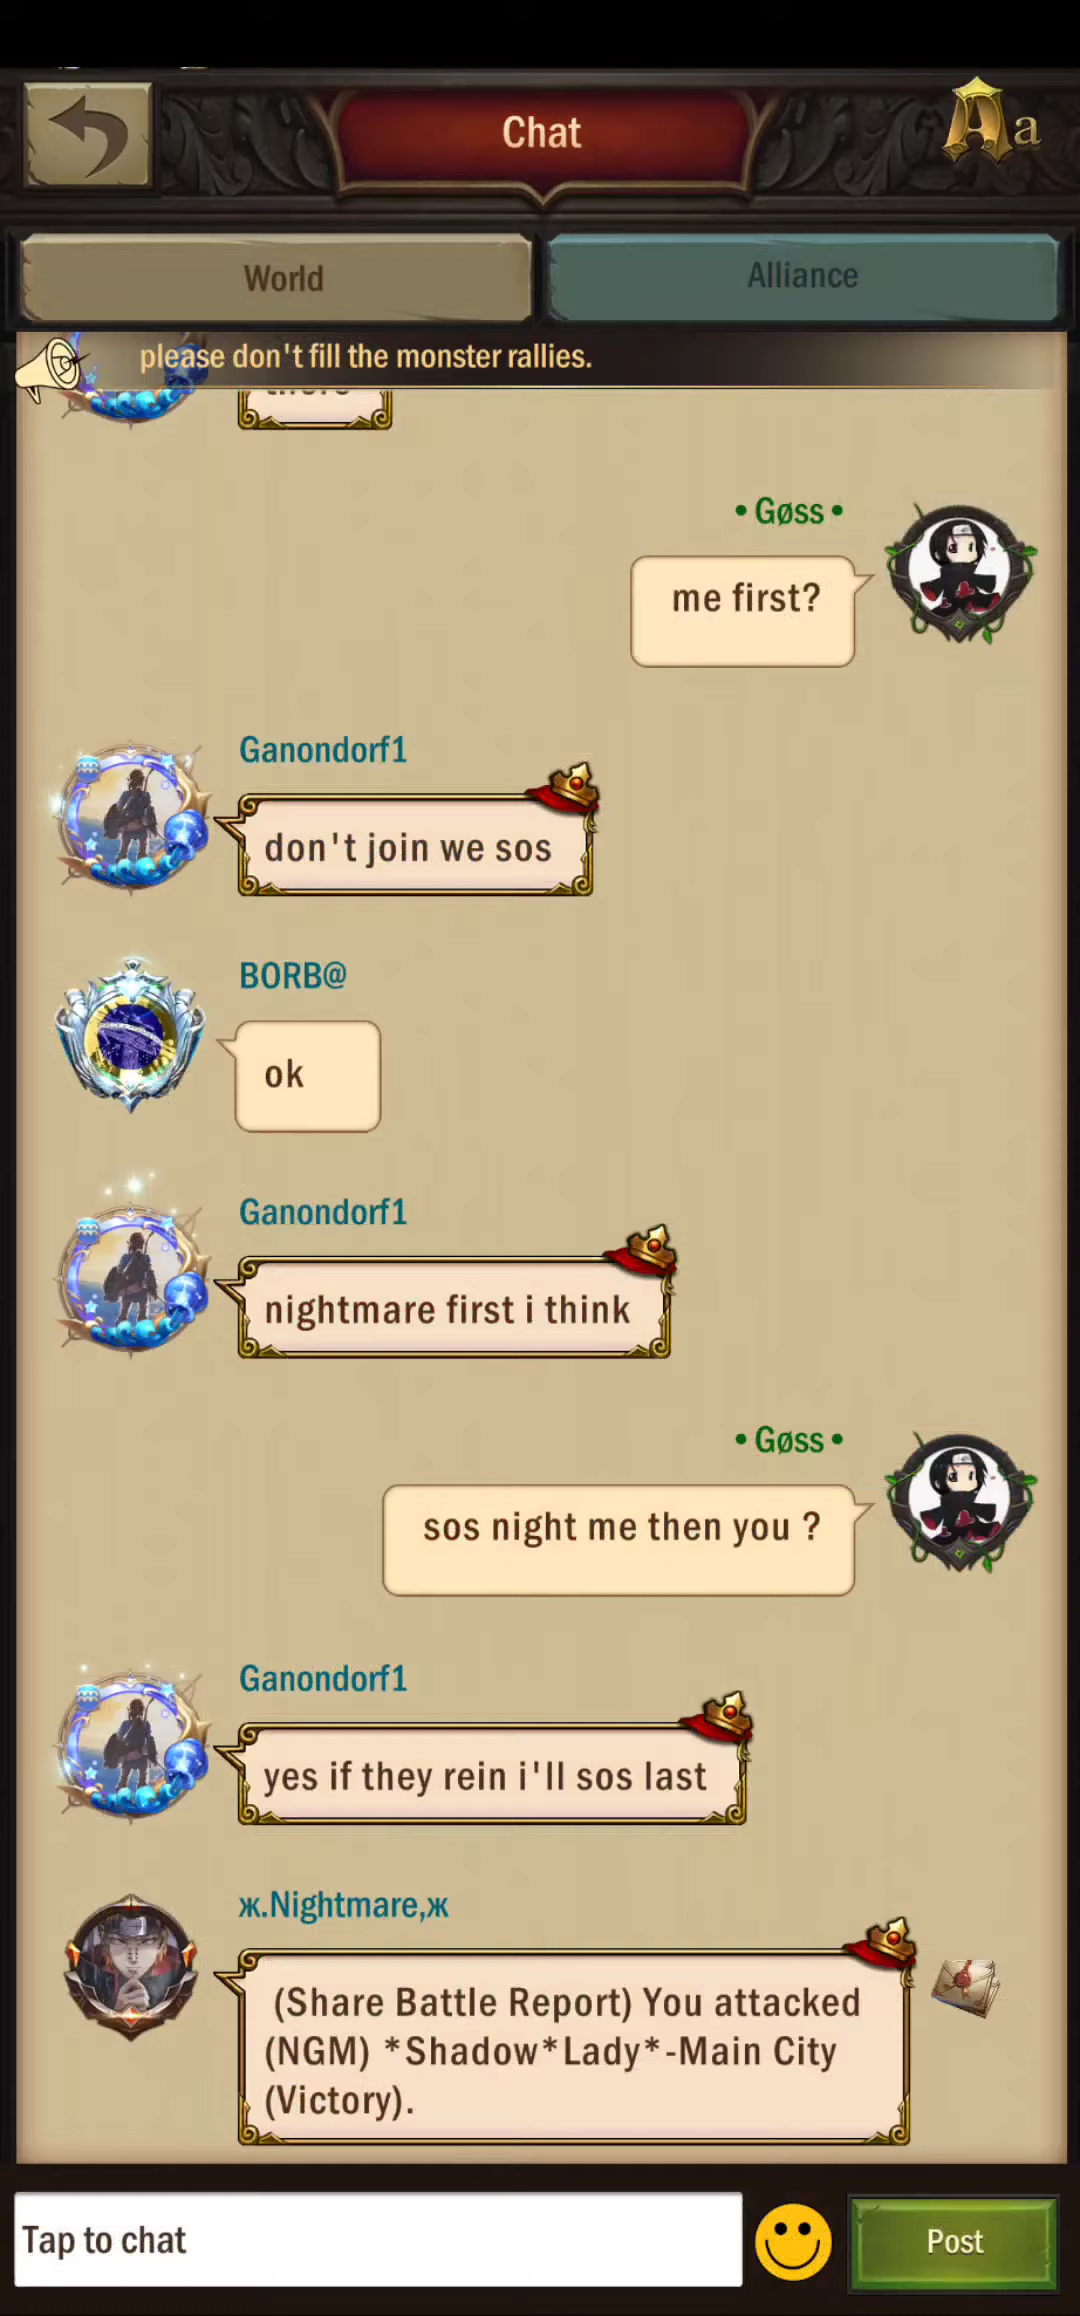 Chat
Aa
World
Alliance
please don't fill the monster rallies.
• Gøss •
me first?
Ganondorf1
don't join we sos
BORB@
ok
Ganondorf1
nightmare first i think
• Gøss •
sos night me then you ?
Ganondorf1
yes if they rein i'll sos last
ж.Nightmare,ж
(Share Battle Report) You attacked
(NGM) *Shadow*Lady*-Main City
(Victory).
Tap to chat
Post